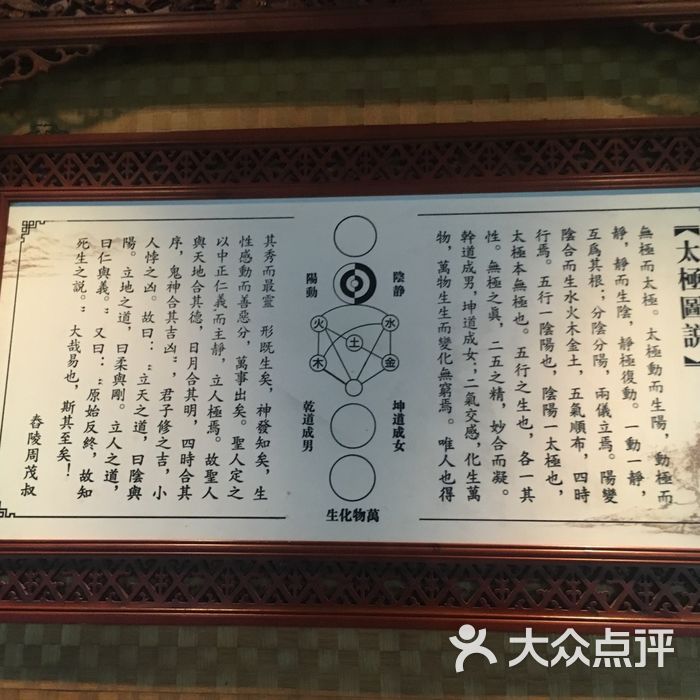 【太極圖説】
無極而太極。太極動而生陽，動極而
靜，靜而生陰，靜極復動。一動一靜，
互爲其根；分陰分陽，兩儀立焉。陽變
陰合而生水火木金土，五氣順布，四時
行焉。五行一陰陽也，陰陽一太極也，
太極本無極也。五行之生也，各一其
性。無極之真，二五之精，妙合而凝。
幹道成男，坤道成女；二氣交感，化生萬
物，萬物生生而變化無窮焉。唯人也得
陽動
陰静
火
水
土
木
金
乾道成男
坤道成女
生化物萬
其秀而最靈 形既生矣，神發知矣，生
性感動而善惡分，萬事出矣。聖人定之
以中正仁義而主靜，立人極焉。故聖人
與天地合其德，日月合其明，四時合其
序，鬼神合其吉凶"，君子修之吉，小
人悖之凶。故曰："立天之道，曰陰與
陽。立地之道，曰柔與剛。立人之道，
曰仁與義。"又曰："原始反終，故知
死生之説。"大哉易也，斯其至矣！
舂陵周茂叔
大众点评